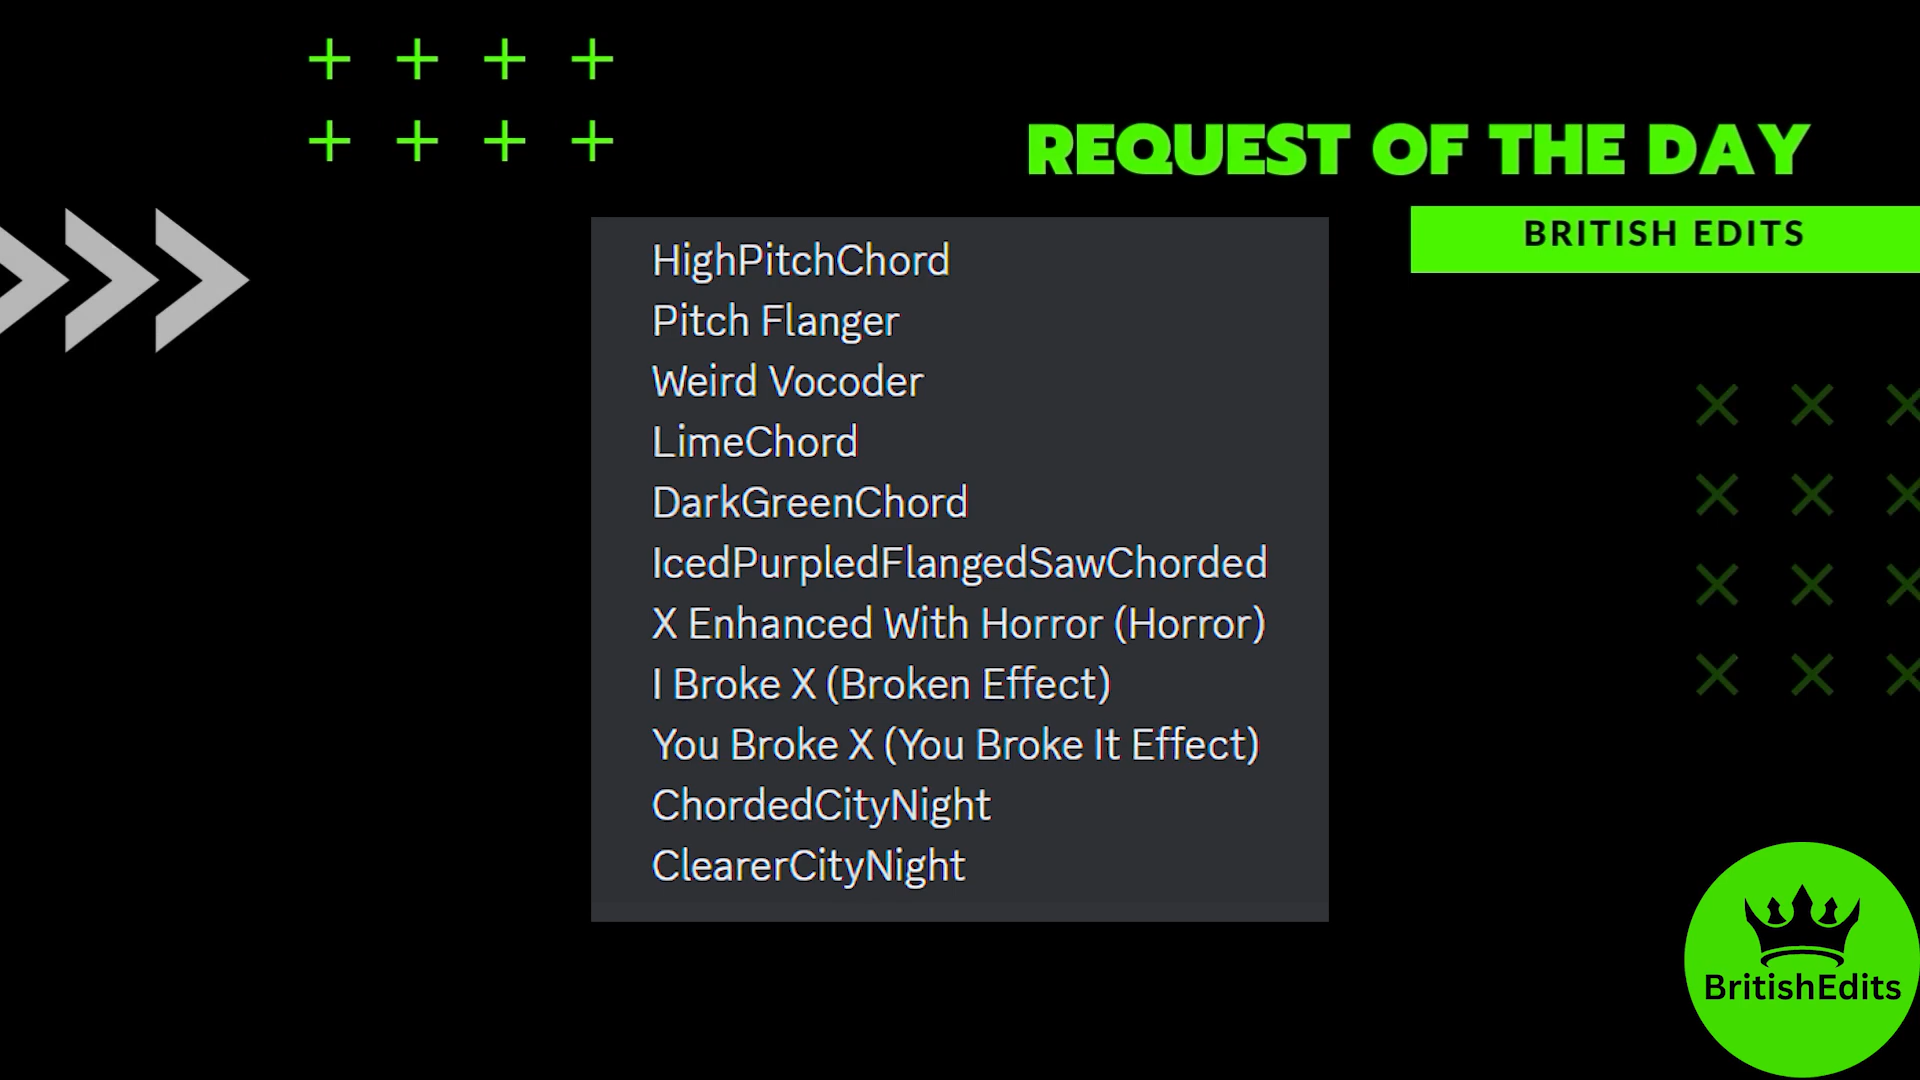 REQUEST OF THE DAY
BRITISH EDITS
HighPitchChord
Pitch Flanger
Weird Vocoder
LimeChord
DarkGreenChord
IcedPurpledFlangedSawChorded
X Enhanced With Horror (Horror)
I Broke X (Broken Effect)
You Broke X (You Broke It Effect)
ChordedCityNight
ClearerCityNight
BritishEdits